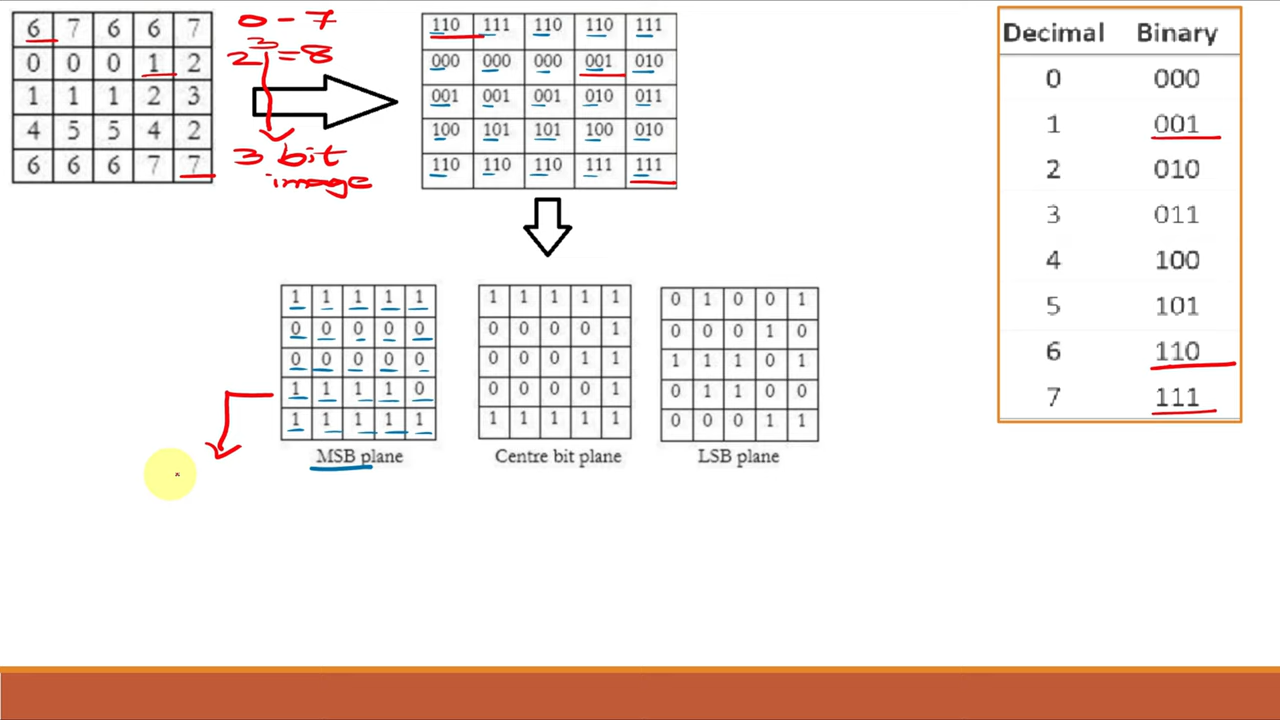 6 7 6 6 7
0 0 0 1 2
1 1 1 2 3
4 5 5 4 2
6 6 6 7 7
0 - 7
2³ = 8
3 bit
image
110 111 110 110 111
000 000 000 001 010
001 001 001 010 011
100 101 101 100 010
110 110 110 111 111
Decimal Binary
0 000
1 001
2 010
3 011
4 100
5 101
6 110
7 111
1 1 1 1 1
0 0 0 0 0
0 0 0 0 0
1 1 1 1 0
1 1 1 1 1
MSB plane
1 1 1 1 1
0 0 0 0 1
0 0 0 1 1
0 0 0 0 1
1 1 1 1 1
Centre bit plane
0 1 0 0 1
0 0 0 1 0
1 1 1 0 1
0 1 1 0 0
0 0 0 1 1
LSB plane